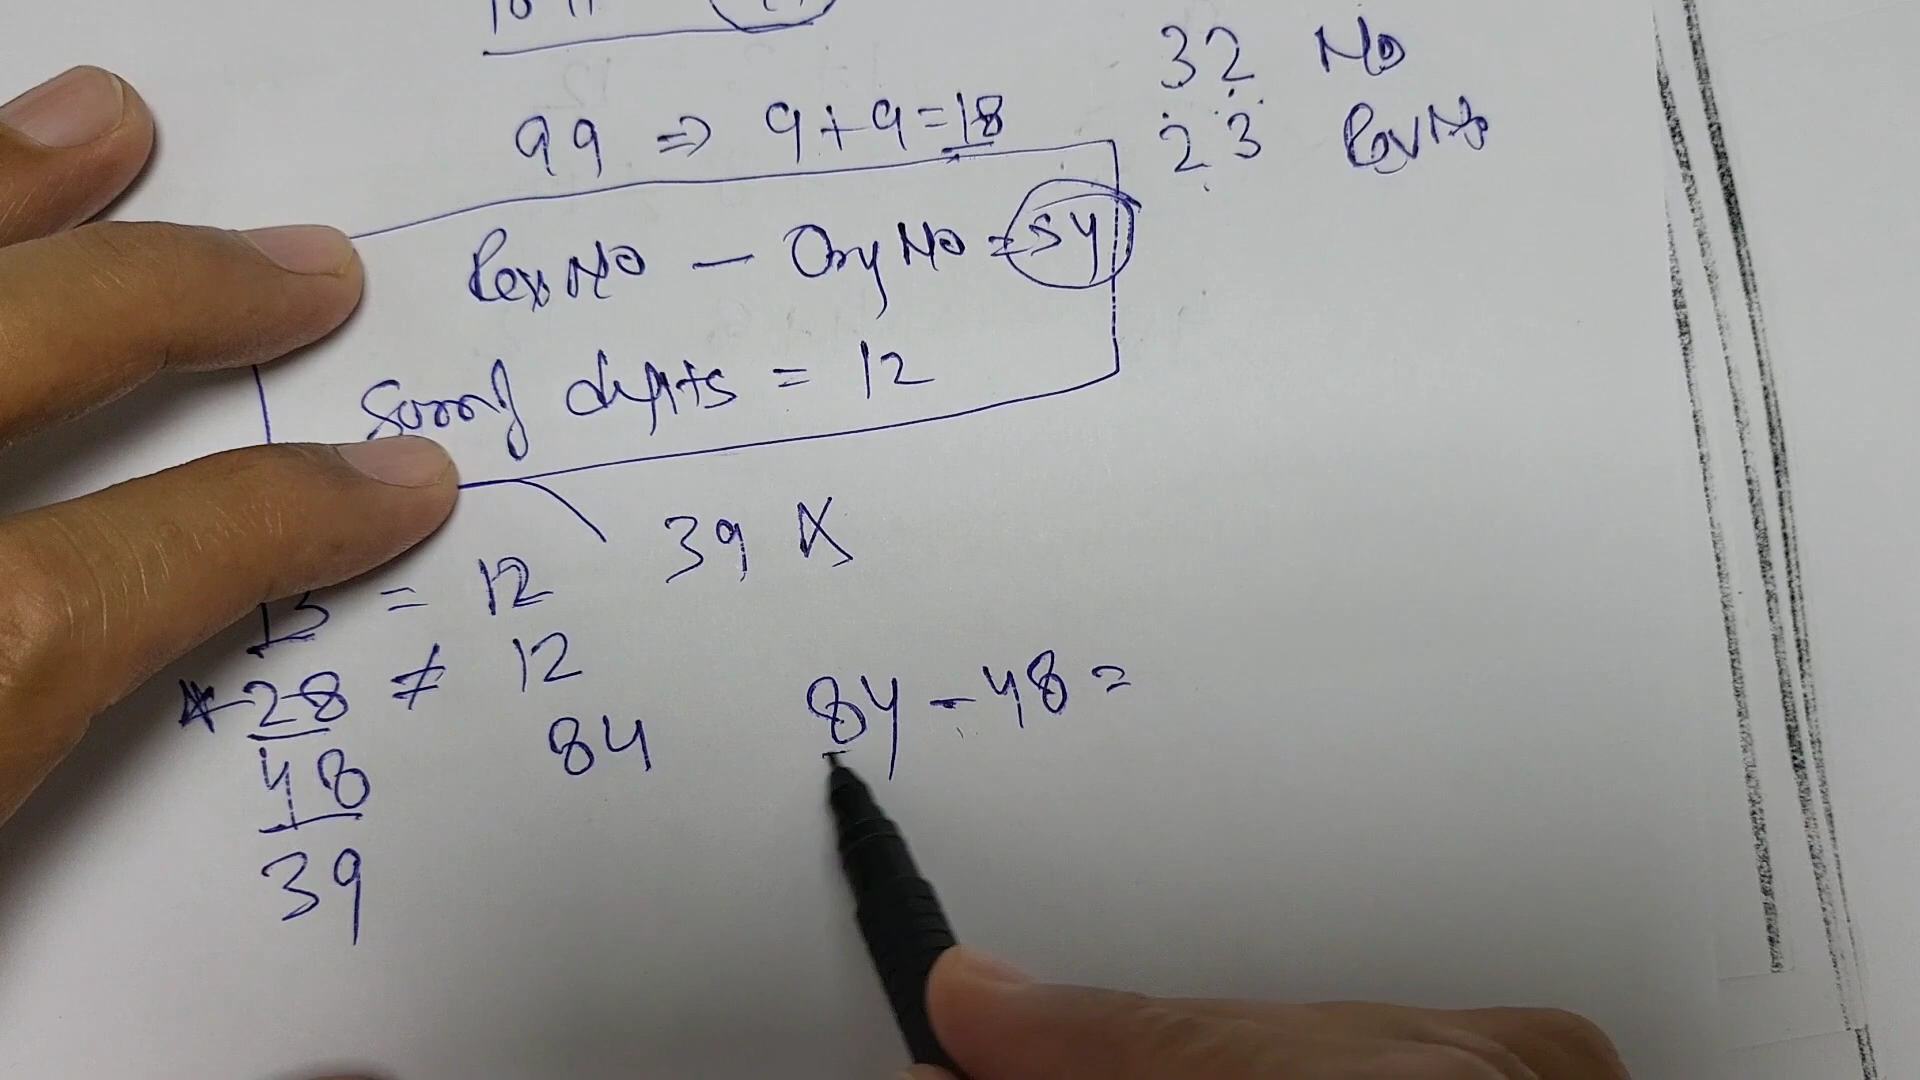 32 No
99 => 9+9=18
23 Rev No
Rev No - Org No = 54
Sum of digits = 12
39 X
= 12
28 ≠ 12
84 - 48 =
84
48
39